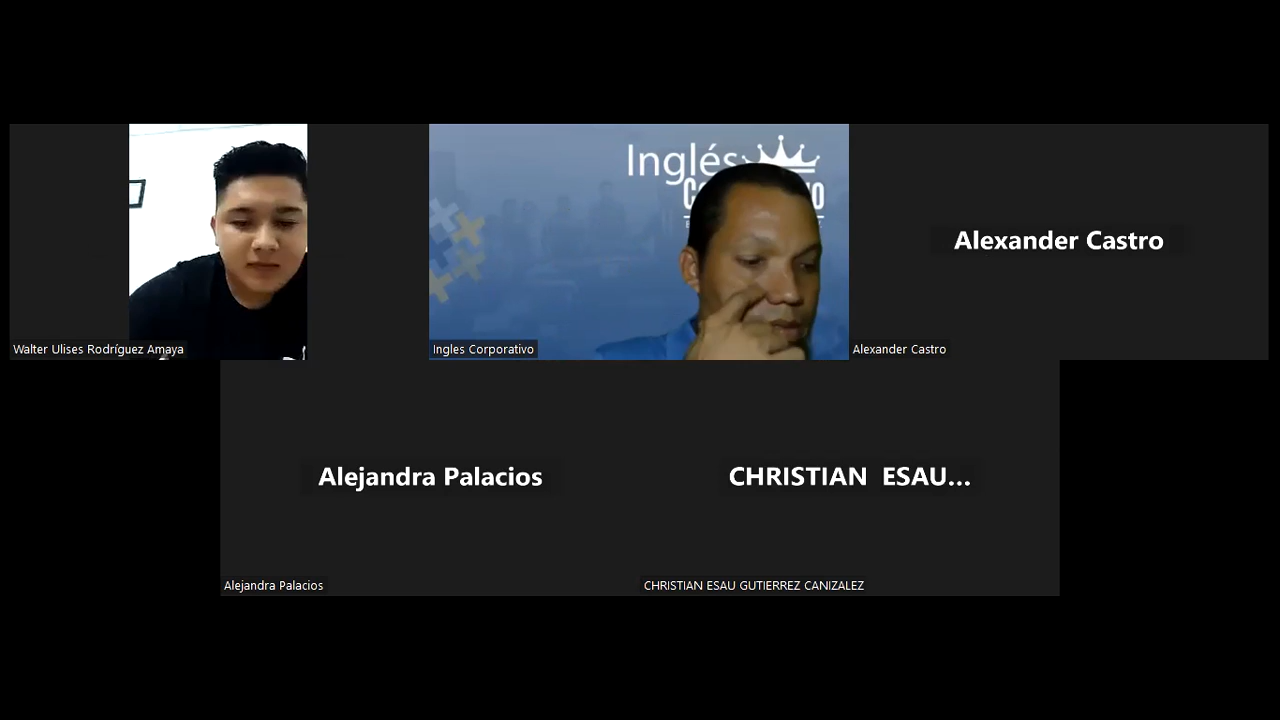 Inglés
Walter Ulises Rodríguez Amaya
Ingles Corporativo
Alexander Castro
Alexander Castro
Alejandra Palacios
CHRISTIAN ESAU...
Alejandra Palacios
CHRISTIAN ESAU GUTIERREZ CANIZALEZ